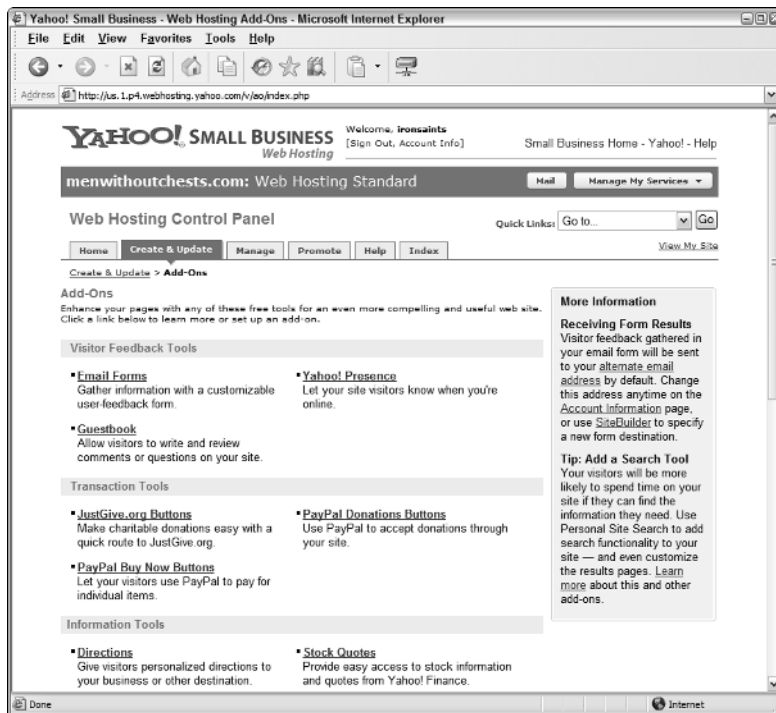 Yahoo! Small Business - Web Hosting Add-Ons - Microsoft Internet Explorer
File Edit View Favorites Tools Help
Address http://us.1.p4.webhosting.yahoo.com/v/ao/index.php
YAHOO! SMALL BUSINESS
Web Hosting
Welcome, ironsaints
[Sign Out, Account Info]
Small Business Home - Yahoo! - Help
menwithoutchests.com: Web Hosting Standard
Mail
Manage My Services
Web Hosting Control Panel
Quick Links: Go to... Go
Home Create & Update Manage Promote Help Index
View My Site
Create & Update > Add-Ons
Add-Ons
Enhance your pages with any of these free tools for an even more compelling and useful web site.
Click a link below to learn more or set up an add-on.
Visitor Feedback Tools
Email Forms
Gather information with a customizable
user-feedback form.
Yahoo! Presence
Let your site visitors know when you're
online.
Guestbook
Allow visitors to write and review
comments or questions on your site.
Transaction Tools
JustGive.org Buttons
Make charitable donations easy with a
quick route to JustGive.org.
PayPal Donations Buttons
Use PayPal to accept donations through
your site.
PayPal Buy Now Buttons
Let your visitors use PayPal to pay for
individual items.
Information Tools
Directions
Give visitors personalized directions to
your business or other destination.
Stock Quotes
Provide easy access to stock information
and quotes from Yahoo! Finance.
More Information
Receiving Form Results
Visitor feedback gathered
in your email form will be sent
to your alternate email
address by default. Change
this address anytime on the
Account Information page,
or use SiteBuilder to specify
a new form destination.
Tip: Add a Search Tool
Your visitors will be more
likely to spend time on your
site if they can find the
information they need. Use
Personal Site Search to add
search functionality to your
site — and even customize
the results pages. Learn
more about this and other
add-ons.
Done
Internet